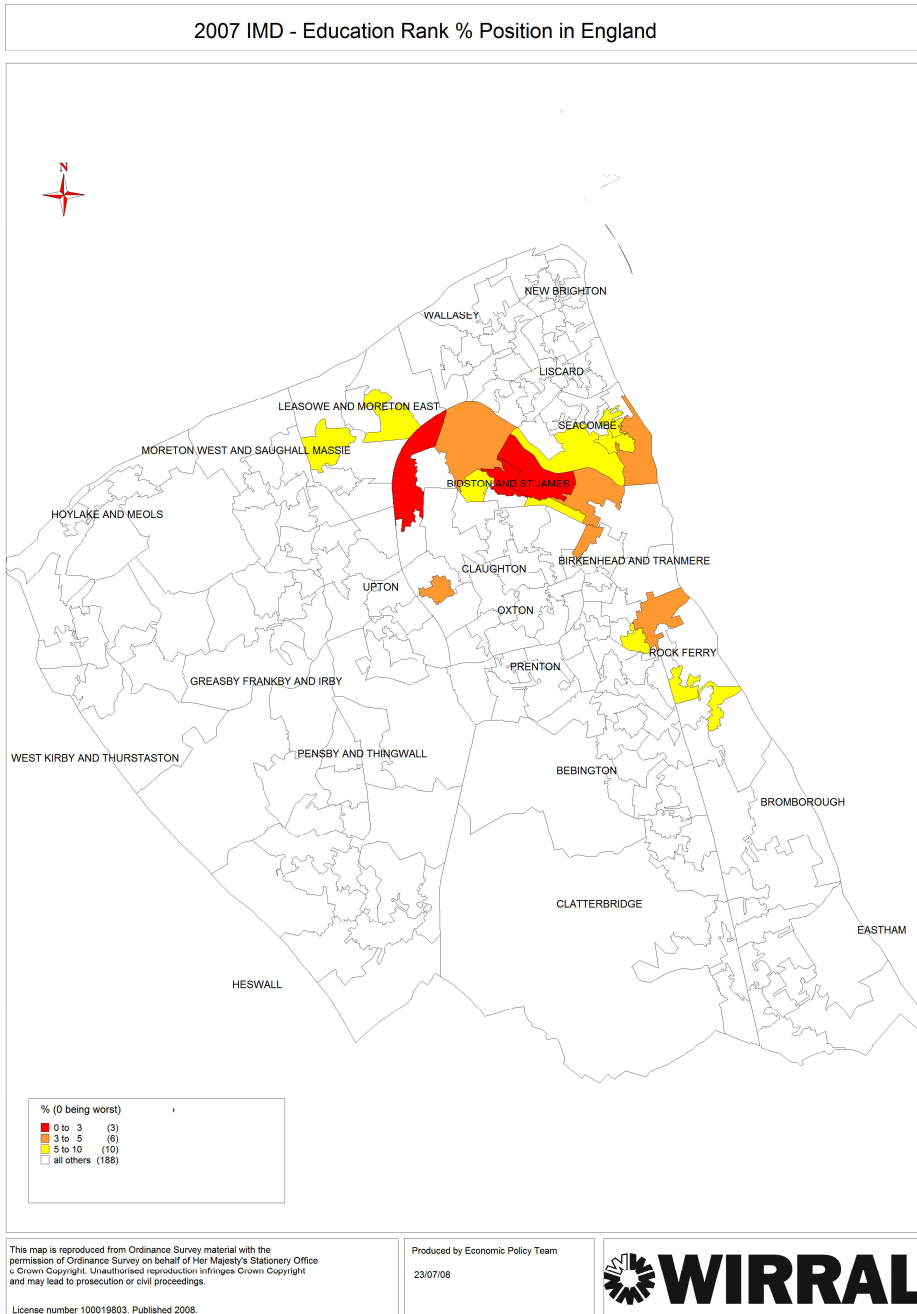 2007 IMD - Education Rank % Position in England
N
NEW BRIGHTON
WALLASEY
LISCARD
LEASOWE AND MORETON EAST
SEACOMBE
MORETON WEST AND SAUGHALL MASSIE
BIDSTON AND ST JAMES
HOYLAKE AND MEOLS
BIRKENHEAD AND TRANMERE
CLAUGHTON
UPTON
OXTON
ROCK FERRY
PRENTON
GREASBY FRANKBY AND IRBY
PENSBY AND THINGWALL
WEST KIRBY AND THURSTASTON
BEBINGTON
BROMBOROUGH
CLATTERBRIDGE
EASTHAM
HESWALL
% (0 being worst)
0 to 3 (3)
3 to 5 (6)
5 to 10 (10)
all others (188)
This map is reproduced from Ordinance Survey material with the
permission of Ordinance Survey on behalf of Her Majesty's Stationery Office
c Crown Copyright. Unauthorised reproduction infringes Crown Copyright
and may lead to prosecution or civil proceedings.
License number 100019803. Published 2008.
Produced by Economic Policy Team
23/07/08
WIRRAL